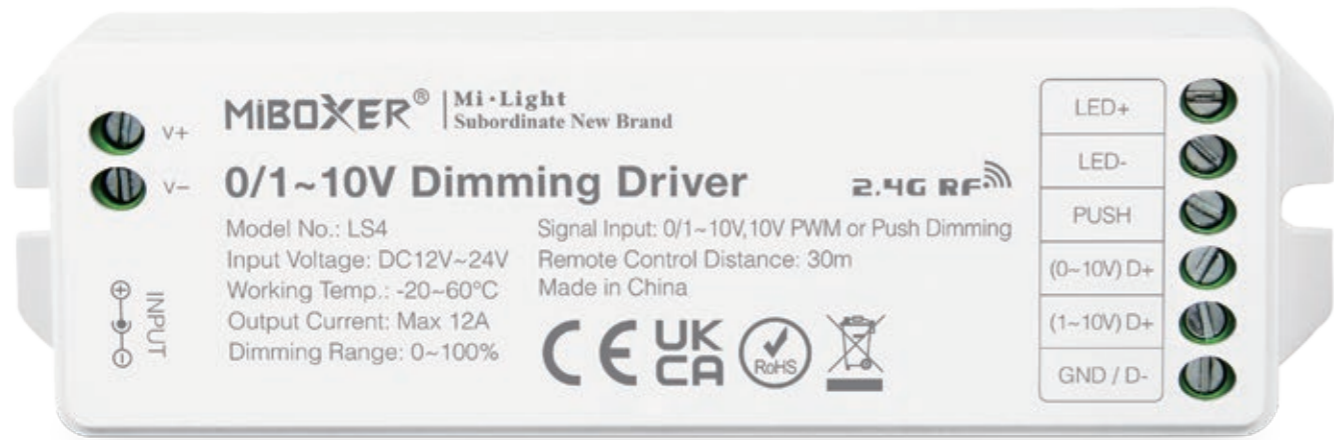 V+
V-
INPUT
MiBOXER® Mi·Light
Subordinate New Brand
0/1~10V Dimming Driver 2.4G RF
Model No.: LS4
Input Voltage: DC12V~24V
Working Temp.: -20~60°C
Output Current: Max 12A
Dimming Range: 0~100%
Signal Input: 0/1~10V,10V PWM or Push Dimming
Remote Control Distance: 30m
Made in China
CE UK
CA RoHS
LED+
LED-
PUSH
(0~10V) D+
(1~10V) D+
GND / D-